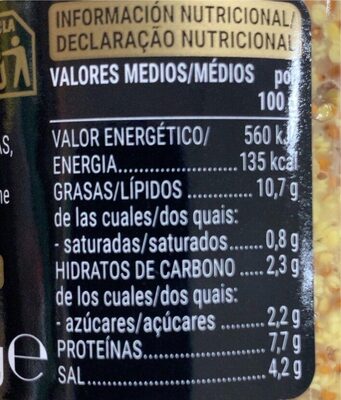 INFORMACIÓN NUTRICIONAL/
DECLARAÇÃO NUTRICIONAL
VALORES MEDIOS/MÉDIOS
100
VALOR ENERGÉTICO/ 560
ENERGIA 135 kcal
GRASAS/LÍPIDOS 10,7 g
de las cuales/dos quais:
- saturadas/saturados 0,8 g
HIDRATOS DE CARBONO 2,3 g
de los cuales/dos quais:
- azúcares/açúcares 2,2 g
PROTEÍNAS 7,7 g
SAL 4,2 g